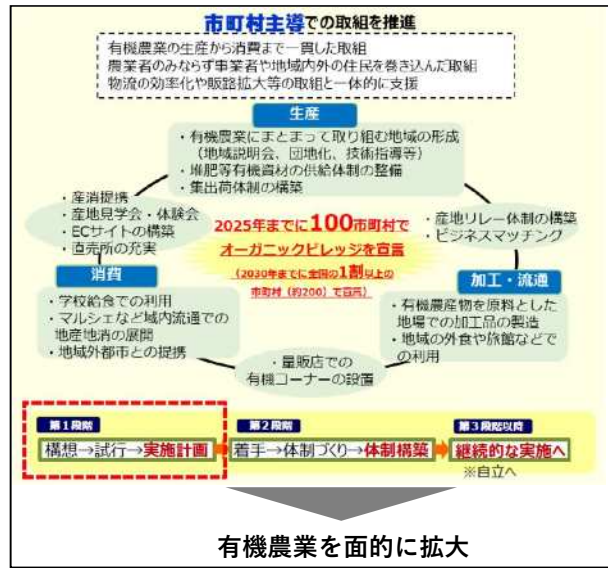 市町村主導での取組を推進
有機農業の生産から消費まで一貫した取組
農業者のみならず事業者や地域内外の住民を巻き込んだ取組
物流の効率化や販路拡大等の取組と一体的に支援
生産
・有機農業にまとまって取り組む地域の形成
（地域説明会、団地化、技術指導等）
・堆肥等有機資材の供給体制の整備
・集出荷体制の構築
・産消提携
・産地見学会・体験会
・ECサイトの構築
・直売所の充実
2025年までに100市町村で
オーガニックビレッジを宣言
（2030年までに全国の1割以上の
市町村（約200）で宣言）
・産地リレー体制の構築
・ビジネスマッチング
消費
・学校給食での利用
・マルシェなど域内流通での
地産地消の展開
・地域外都市との提携
加工・流通
・有機農産物を原料とした
地場での加工品の製造
・地域の外食や旅館などで
の利用
・量販店での
有機コーナーの設置
第1段階
構想→試行→実施計画
第2段階
着手→体制づくり→体制構築
第3段階以降
継続的な実施へ
※自立へ
有機農業を面的に拡大